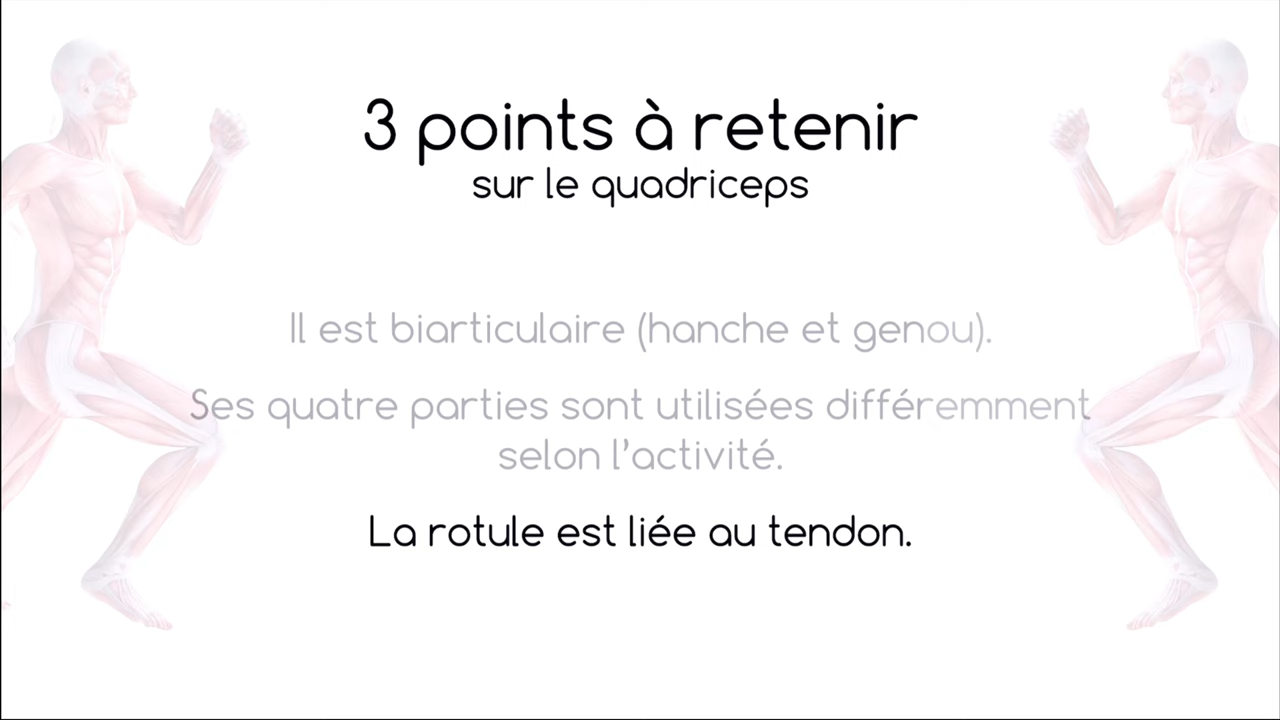 3 points à retenir
sur le quadriceps
Il est biarticulaire (hanche et genou).
Ses quatre parties sont utilisées différemment
selon l’activité.
La rotule est liée au tendon.